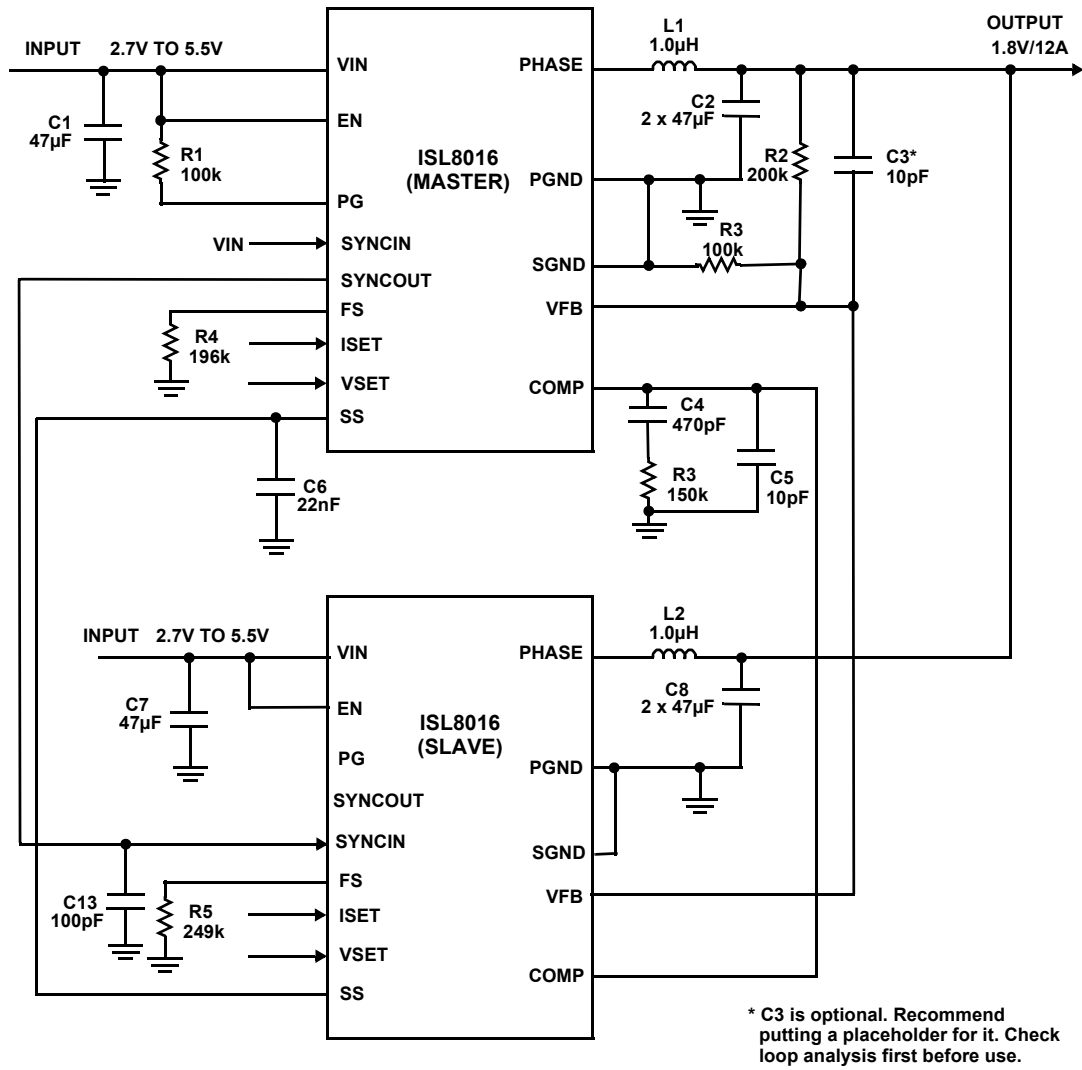 INPUT 2.7V TO 5.5V
C1
47µF
R1
100k
VIN
EN
PG
VIN
SYNCIN
SYNCOUT
FS
R4
196k
ISET
VSET
SS
C6
22nF
ISL8016
(MASTER)
PHASE
PGND
SGND
VFB
COMP
L1
1.0µH
OUTPUT
1.8V/12A
C2
2 x 47µF
R2
200k
C3*
10pF
R3
100k
C4
470pF
R3
150k
C5
10pF
INPUT 2.7V TO 5.5V
C7
47µF
VIN
EN
PG
SYNCOUT
SYNCIN
FS
C13
100pF
R5
249k
ISET
VSET
SS
ISL8016
(SLAVE)
PHASE
PGND
SGND
VFB
COMP
L2
1.0µH
C8
2 x 47µF
* C3 is optional. Recommend
putting a placeholder for it. Check
loop analysis first before use.